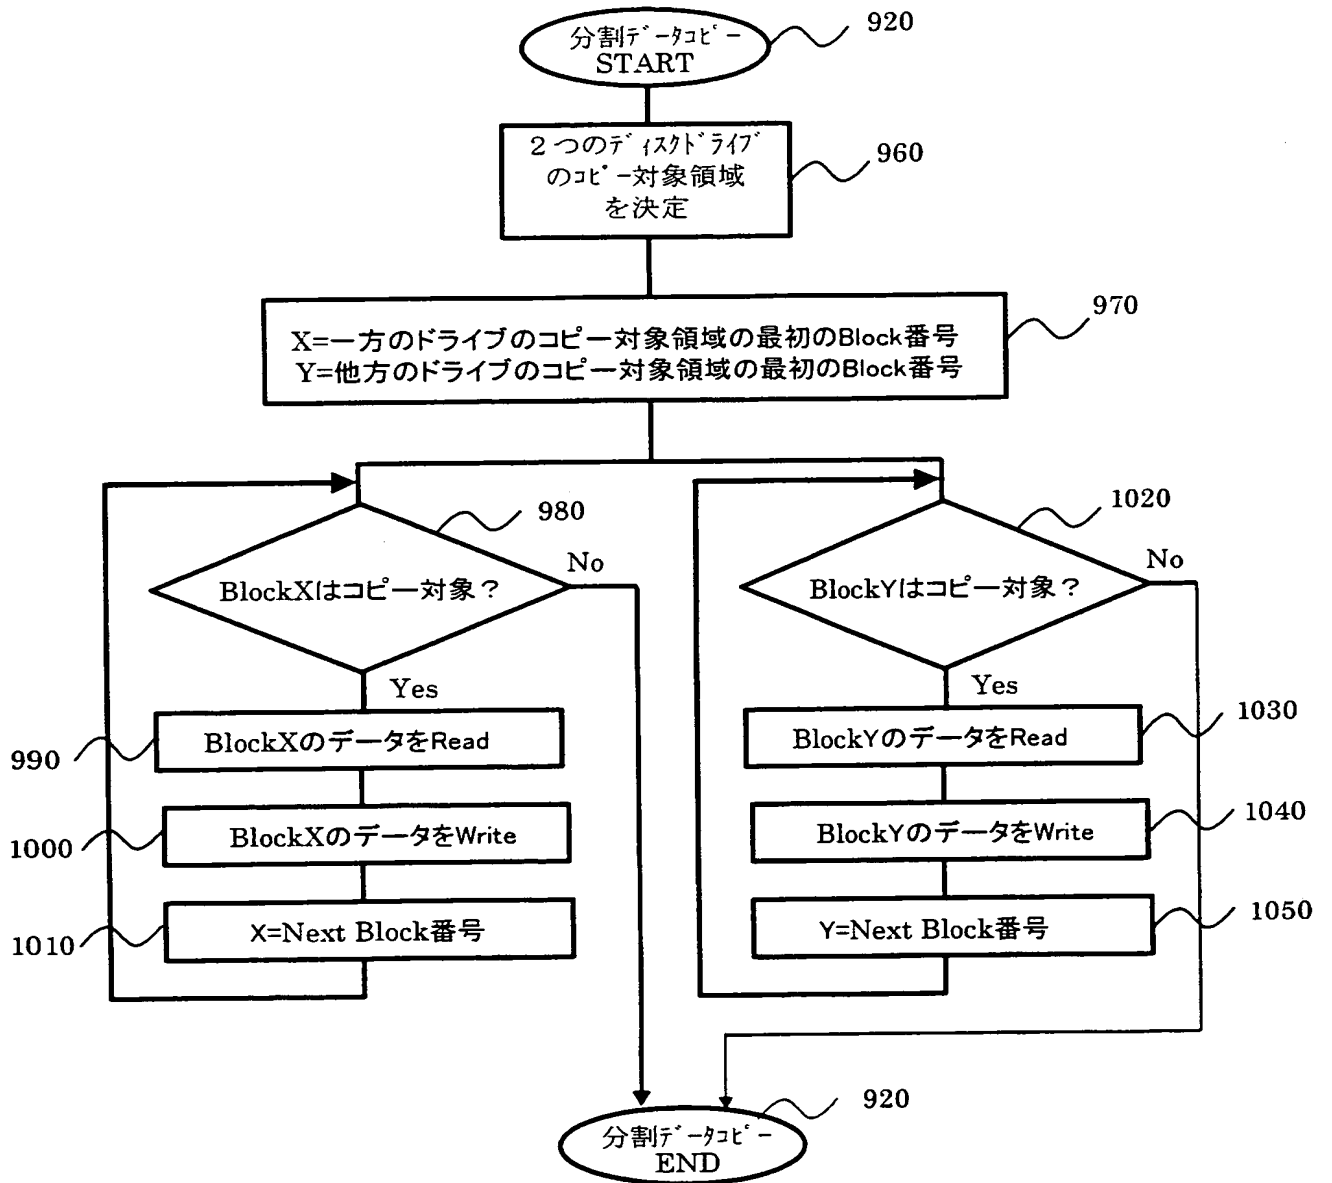 分割ﾃﾞｰﾀｺﾋﾟｰ
START
920
2つのﾃﾞｨｽｸﾄﾞﾗｲﾌﾞ
のｺﾋﾟｰ対象領域
を決定
960
X=一方のドライブのコピー対象領域の最初のBlock番号
Y=他方のドライブのコピー対象領域の最初のBlock番号
970
BlockXはコピー対象？
980
No
Yes
BlockXのデータをRead
990
BlockXのデータをWrite
1000
X=Next Block番号
1010
BlockYはコピー対象？
1020
No
Yes
BlockYのデータをRead
1030
BlockYのデータをWrite
1040
Y=Next Block番号
1050
分割ﾃﾞｰﾀｺﾋﾟｰ
END
920